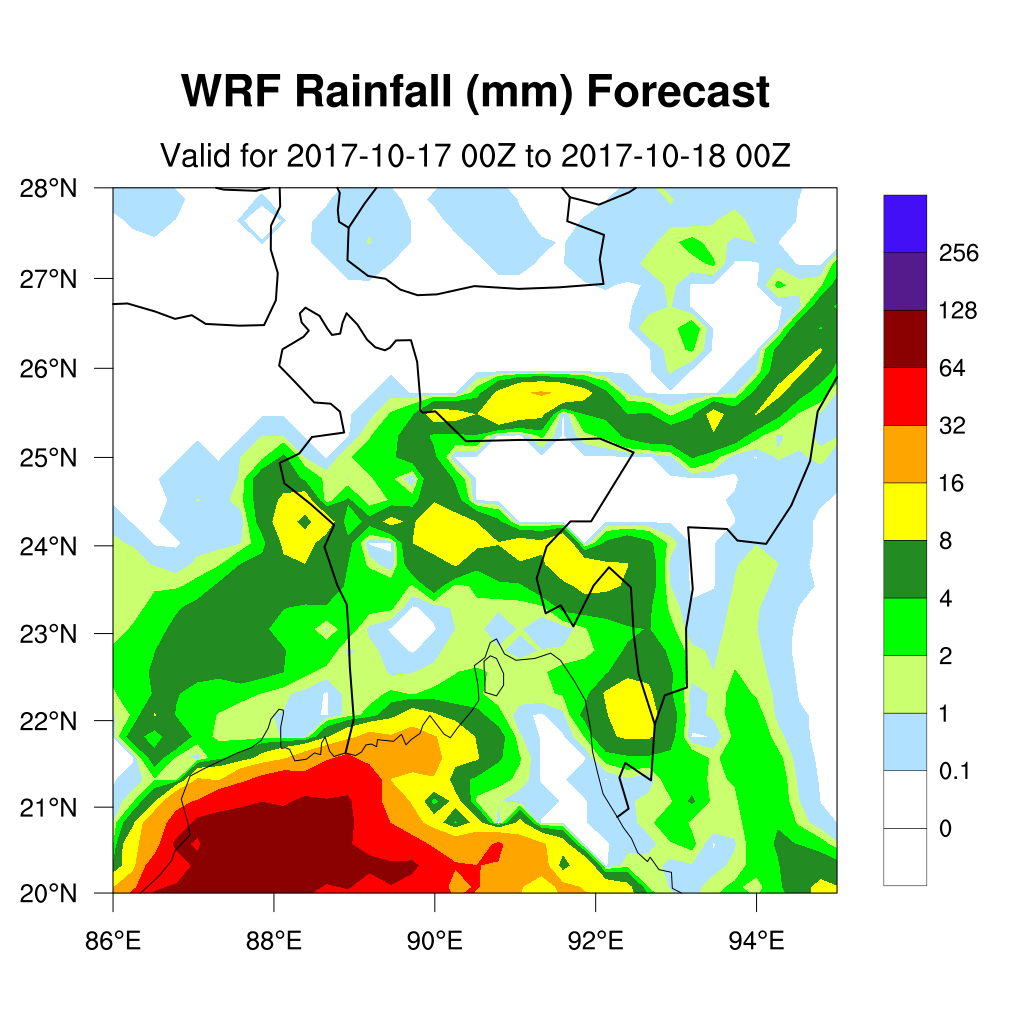 WRF Rainfall (mm) Forecast
Valid for 2017-10-17 00Z to 2017-10-18 00Z
28°N
27°N
26°N
25°N
24°N
23°N
22°N
21°N
20°N
86°E 88°E 90°E 92°E 94°E
256
128
64
32
16
8
4
2
1
0.1
0